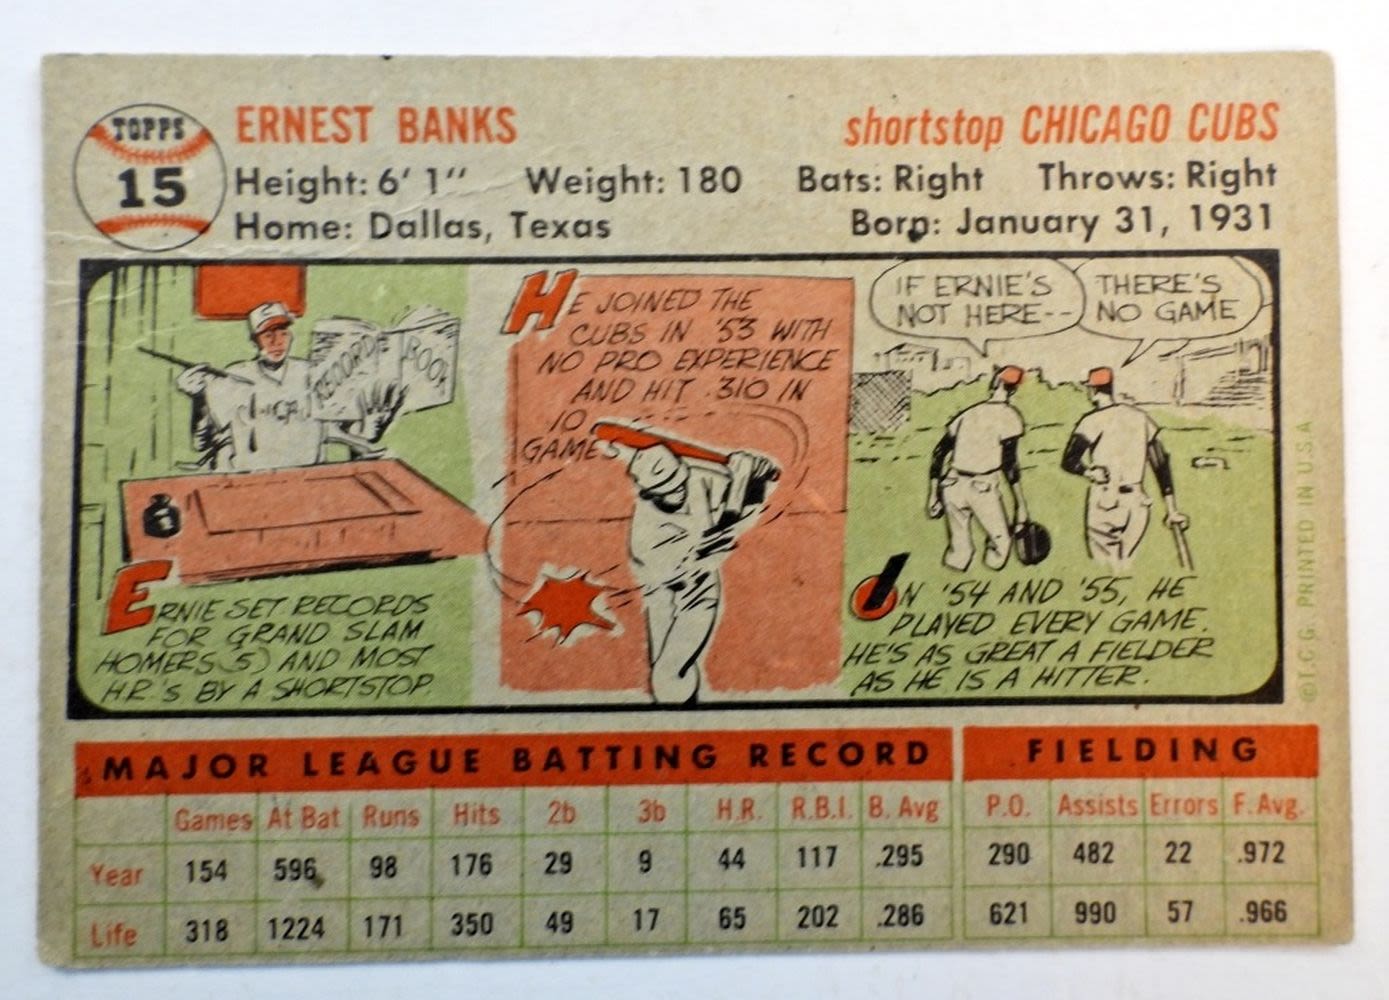 TOPPS
15
ERNEST BANKS
shortstop CHICAGO CUBS
Height: 6' 1" Weight: 180 Bats: Right Throws: Right
Home: Dallas, Texas Born: January 31, 1931
RECORD BOOK
ERNIE SET RECORDS
FOR GRAND SLAM
HOMERS (5) AND MOST
H.R.'S BY A SHORTSTOP.
HE JOINED THE
CUBS IN '53 WITH
NO PRO EXPERIENCE
AND HIT .310 IN
10
GAMES
IF ERNIE'S
NOT HERE--
THERE'S
NO GAME
IN '54 AND '55, HE
PLAYED EVERY GAME.
HE'S AS GREAT A FIELDER
AS HE IS A HITTER.
© T.C.G. PRINTED IN U.S.A.
MAJOR LEAGUE BATTING RECORD FIELDING
Games At Bat Runs Hits 2b 3b H.R. R.B.I. B. Avg P.O. Assists Errors F. Avg.
Year 154 596 98 176 29 9 44 117 .295 290 482 22 .972
Life 318 1224 171 350 49 17 65 202 .286 621 990 57 .966